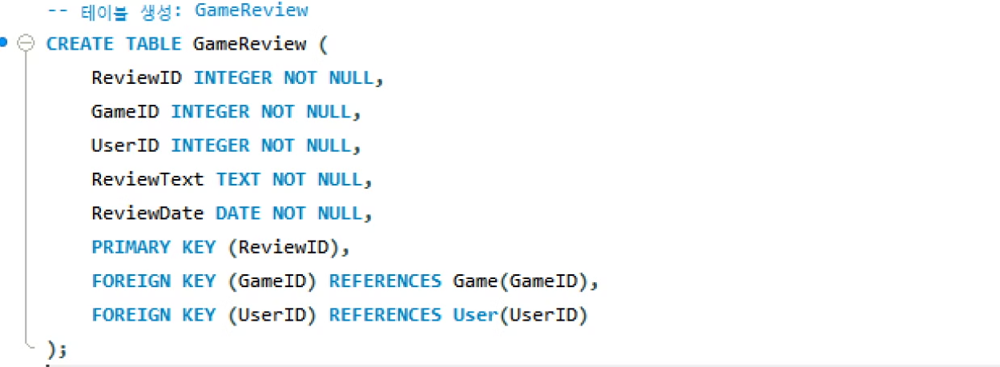 -- 테이블 생성: GameReview
CREATE TABLE GameReview (
ReviewID INTEGER NOT NULL,
GameID INTEGER NOT NULL,
UserID INTEGER NOT NULL,
ReviewText TEXT NOT NULL,
ReviewDate DATE NOT NULL,
PRIMARY KEY (ReviewID),
FOREIGN KEY (GameID) REFERENCES Game(GameID),
FOREIGN KEY (UserID) REFERENCES User(UserID)
);